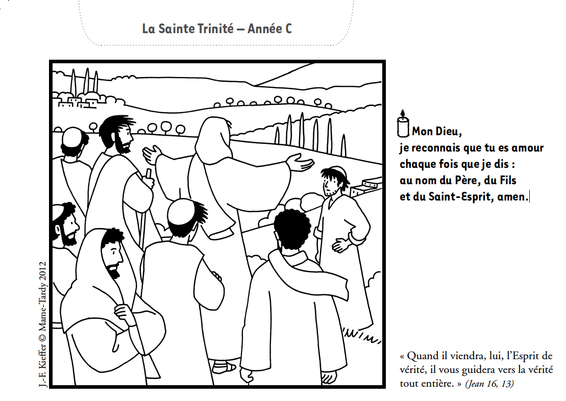 La Sainte Trinité – Année C
Mon Dieu,
je reconnais que tu es amour
chaque fois que je dis :
au nom du Père, du Fils
et du Saint-Esprit, amen.
J.-F. Kieffer © Mame-Tardy 2012
« Quand il viendra, lui, l’Esprit de
vérité, il vous guidera vers la vérité
tout entière. » (Jean 16, 13)